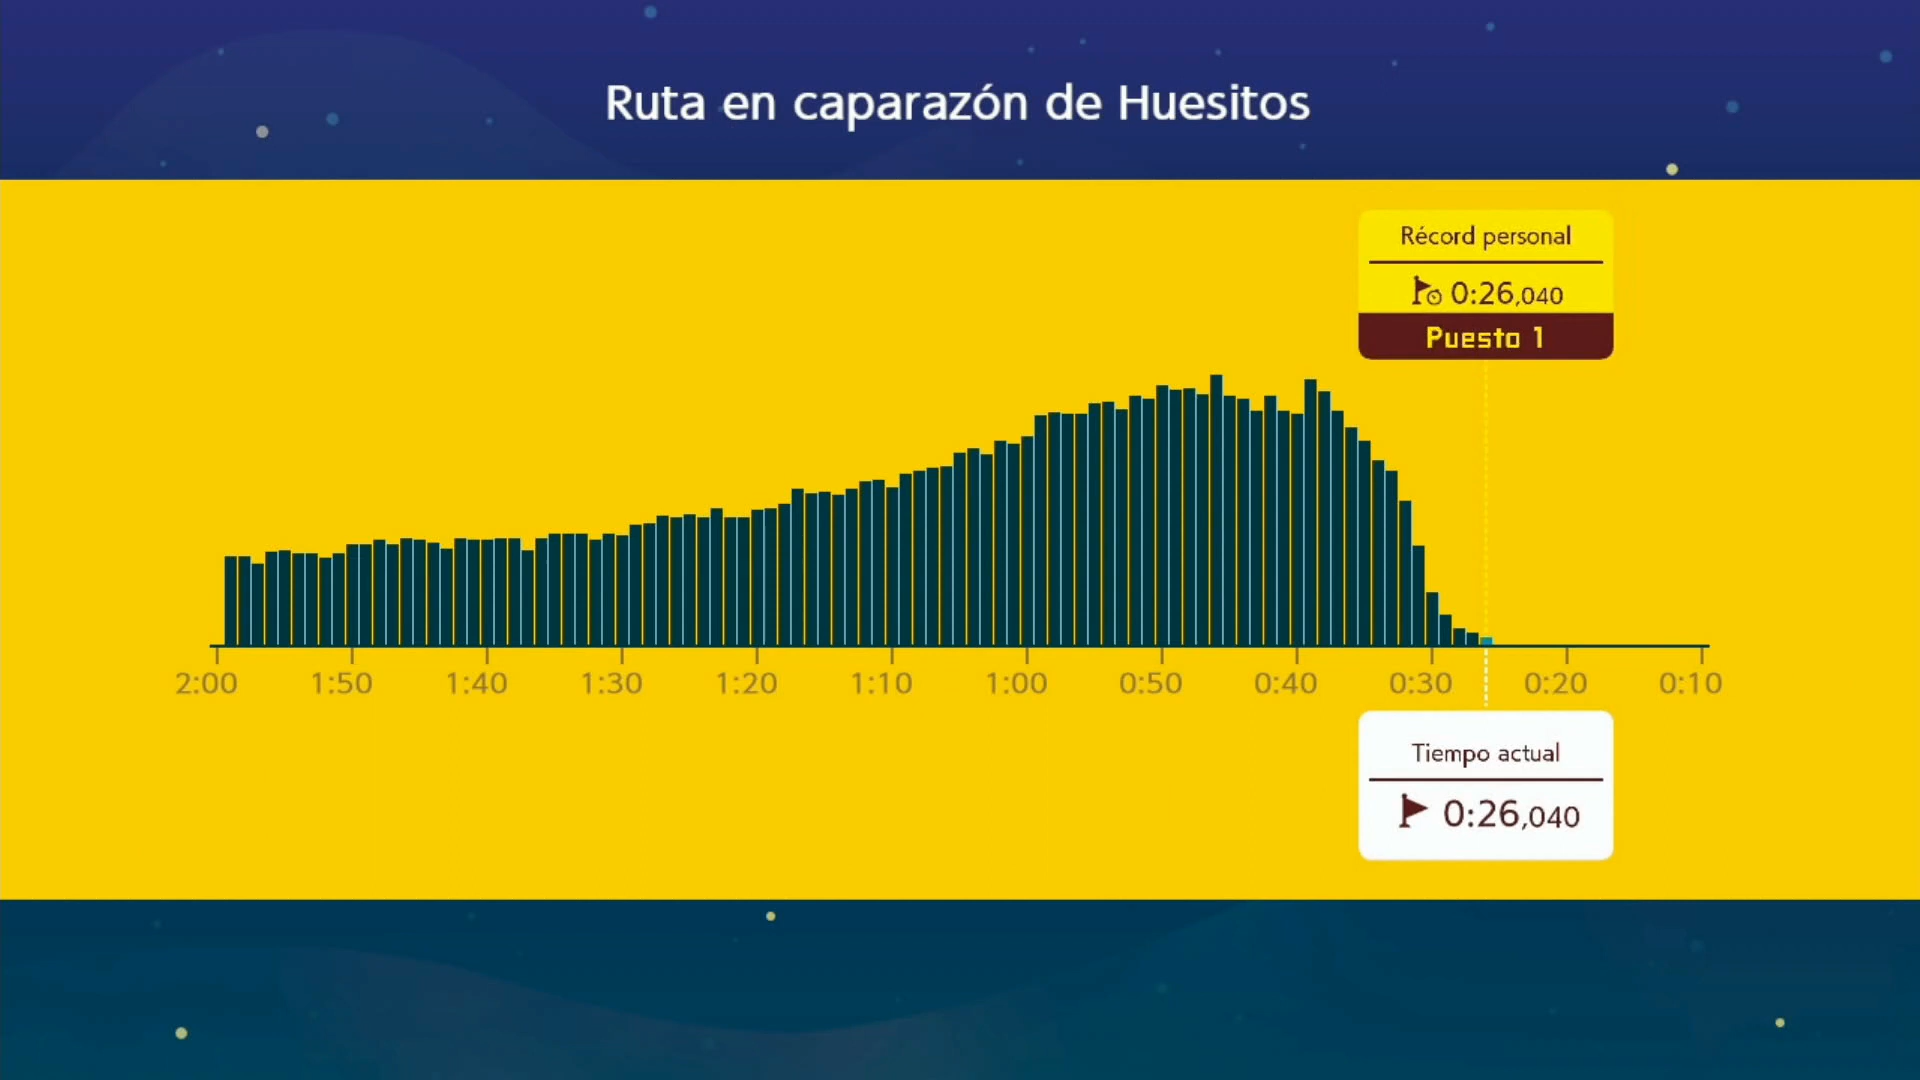 Ruta en caparazón de Huesitos
Récord personal
0:26,040
Puesto 1
2:00 1:50 1:40 1:30 1:20 1:10 1:00 0:50 0:40 0:30 0:20 0:10
Tiempo actual
0:26,040